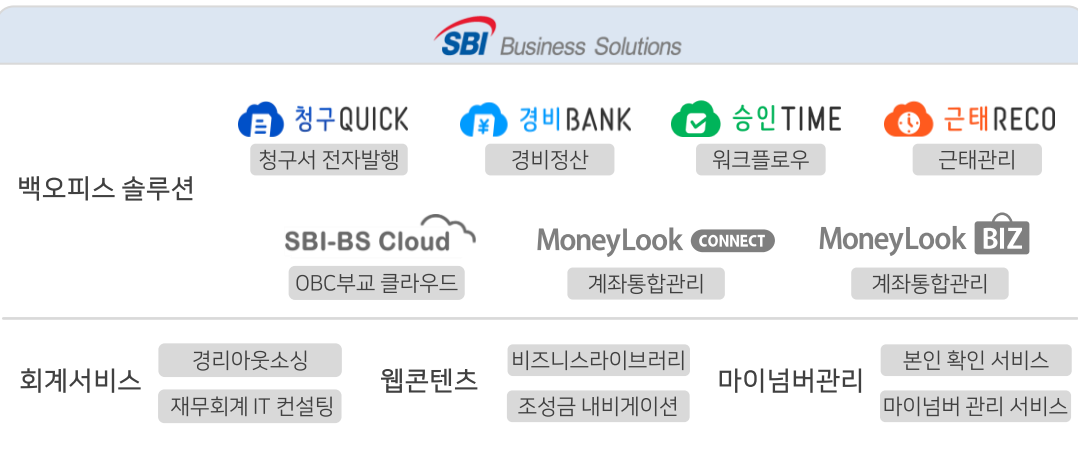 SBI Business Solutions
청구QUICK 경비BANK 승인TIME 근태RECO
청구서 전자발행 경비정산 워크플로우 근태관리
백오피스 솔루션
SBI-BS Cloud MoneyLook CONNECT MoneyLook BIZ
OBC부교 클라우드 계좌통합관리 계좌통합관리
회계서비스
경리아웃소싱
재무회계 IT 컨설팅
웹콘텐츠
비즈니스라이브러리
조성금 내비게이션
마이넘버관리
본인 확인 서비스
마이넘버 관리 서비스